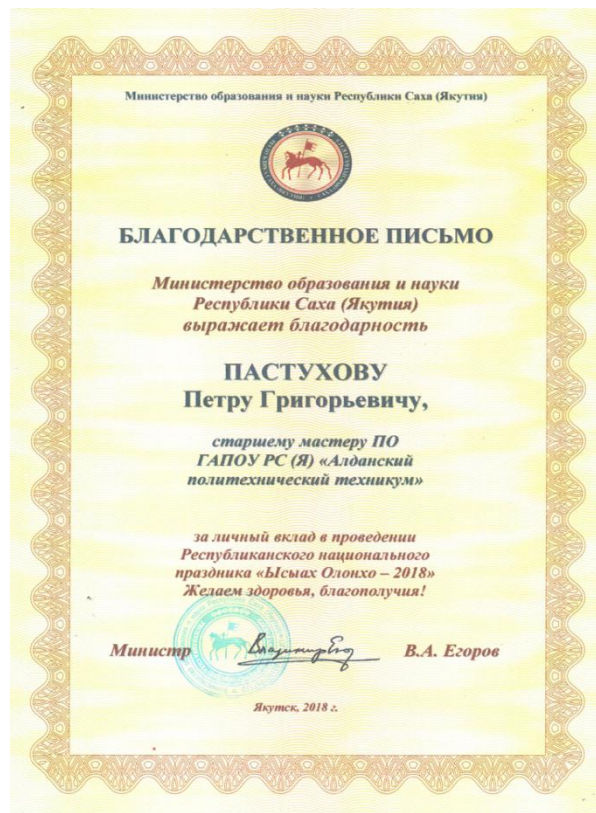 Министерство образования и науки Республики Саха (Якутия)
БЛАГОДАРСТВЕННОЕ ПИСЬМО
Министерство образования и науки
Республики Саха (Якутия)
выражает благодарность
ПАСТУХОВУ
Петру Григорьевичу,
старшему мастеру ПО
ГАПОУ РС (Я) «Алданский
политехнический техникум»
за личный вклад в проведении
Республиканского национального
праздника «Ысыах Олонхо – 2018»
Желаем здоровья, благополучия!
Министр В.А. Егоров
Якутск, 2018 г.